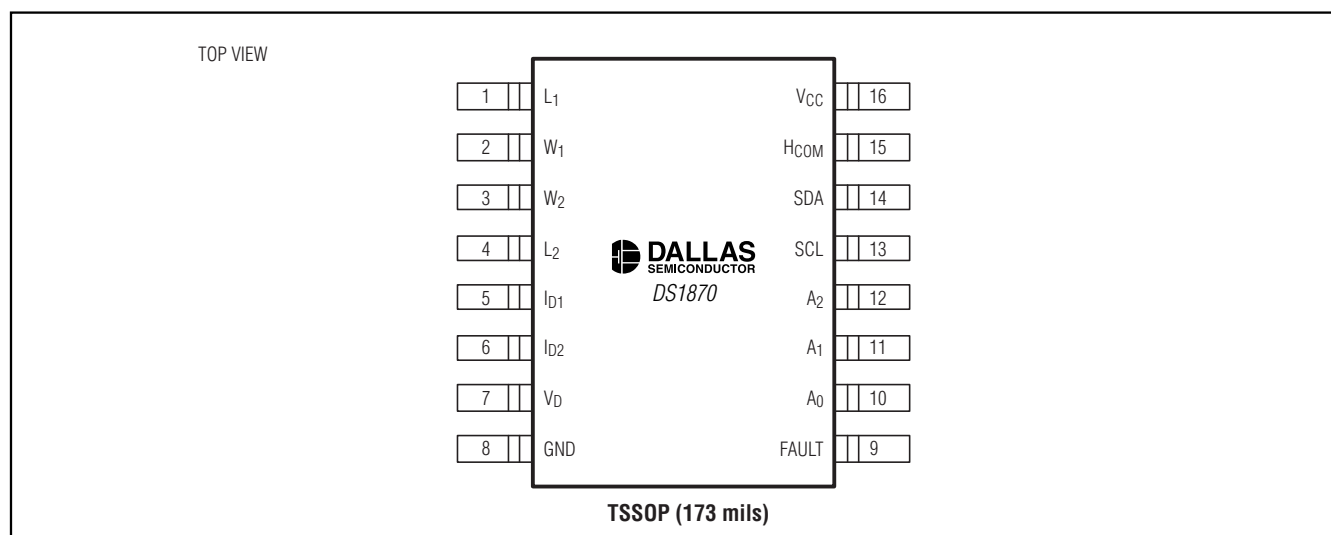 TOP VIEW
1 L1 VCC 16
2 W1 HCOM 15
3 W2 SDA 14
4 L2 SCL 13
DALLAS
SEMICONDUCTOR
DS1870
5 ID1 A2 12
6 ID2 A1 11
7 VD A0 10
8 GND FAULT 9
TSSOP (173 mils)